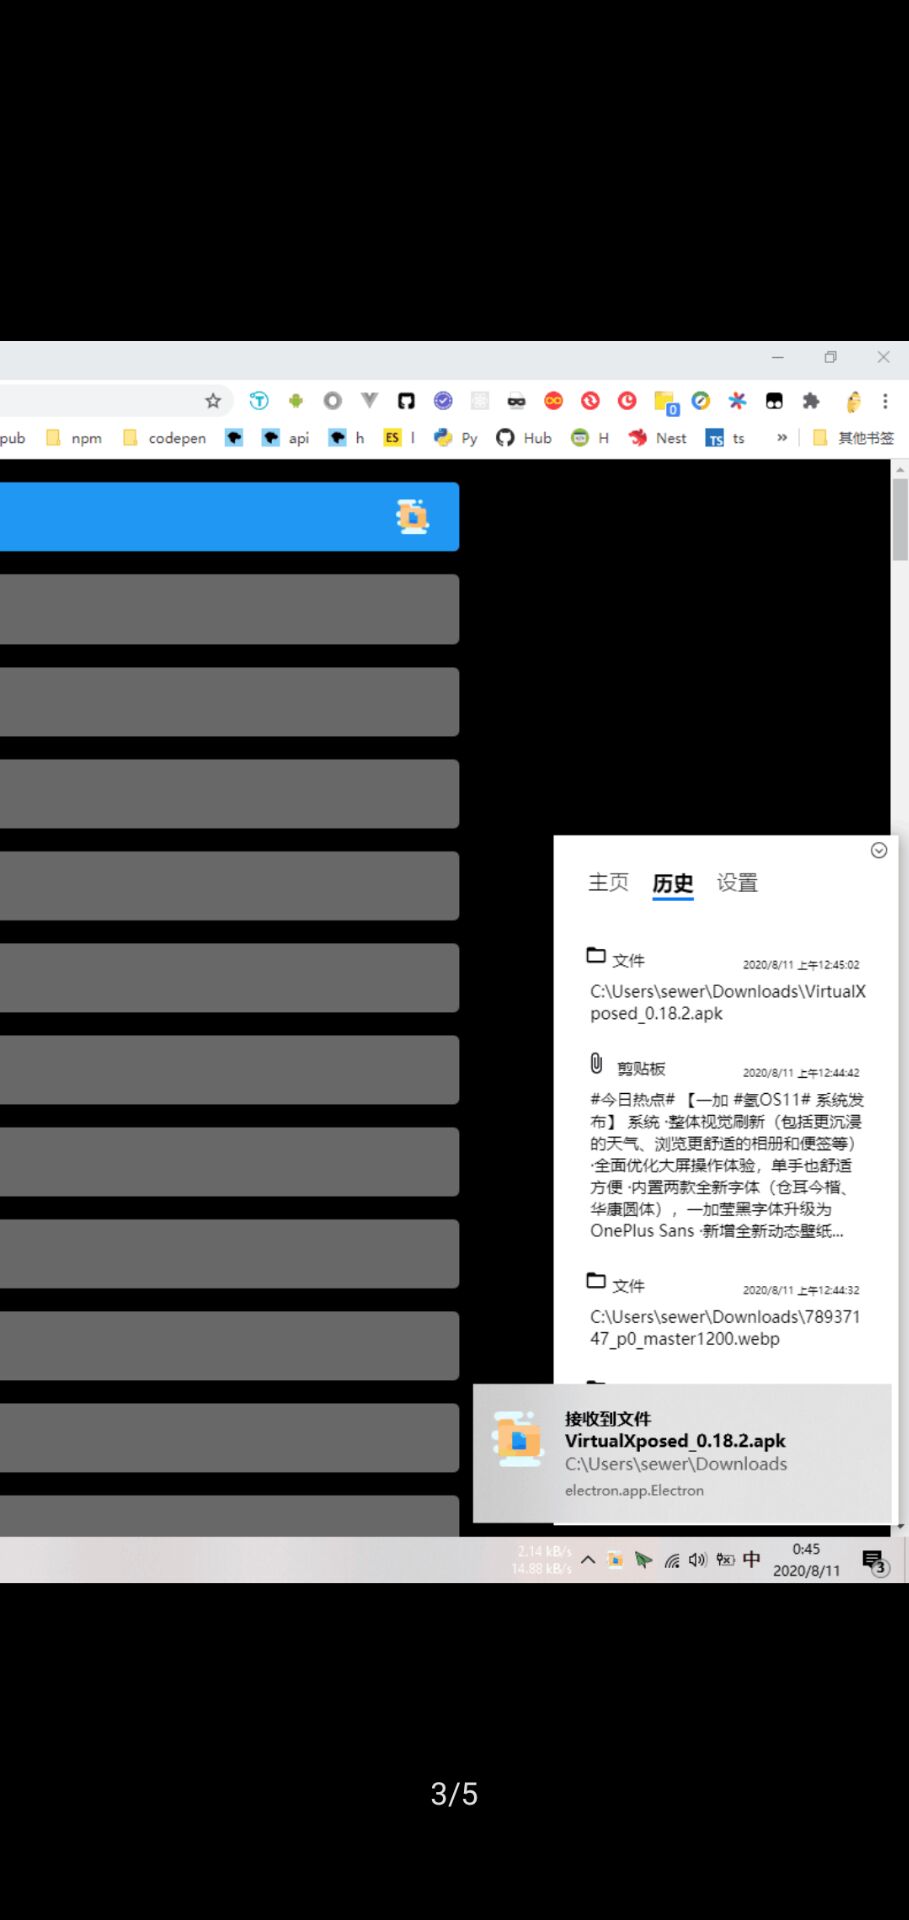 pub npm codepen api h ES l Py Hub H Nest TS ts » 其他书签
0
主页 历史 设置
文件 2020/8/11 上午12:45:02
C:\Users\sewer\Downloads\VirtualX
posed_0.18.2.apk
剪贴板 2020/8/11 上午12:44:42
#今日热点# 【一加 #氢OS11# 系统发
布】 系统 ·整体视觉刷新（包括更沉浸
的天气、浏览更舒适的相册和便签等）
·全面优化大屏操作体验，单手也舒适
方便 ·内置两款全新字体（仓耳今楷、
华康圆体），一加莹黑字体升级为
OnePlus Sans ·新增全新动态壁纸...
文件 2020/8/11 上午12:44:32
C:\Users\sewer\Downloads\789371
47_p0_master1200.webp
接收到文件
VirtualXposed_0.18.2.apk
C:\Users\sewer\Downloads
electron.app.Electron
2.14 kB/s
14.88 kB/s
中
0:45
2020/8/11
3
3/5